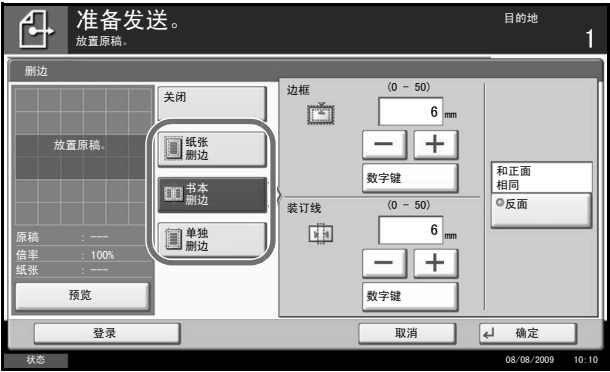 准备发送。
放置原稿。
目的地
1
删边
放置原稿。
原稿 : ---
倍率 : 100%
纸张 : ---
预览
关闭
纸张
删边
书本
删边
单独
删边
边框
(0 - 50)
6 mm
数字键
装订线
(0 - 50)
6 mm
数字键
和正面
相同
反面
登录
取消
确定
状态
08/08/2009 10:10